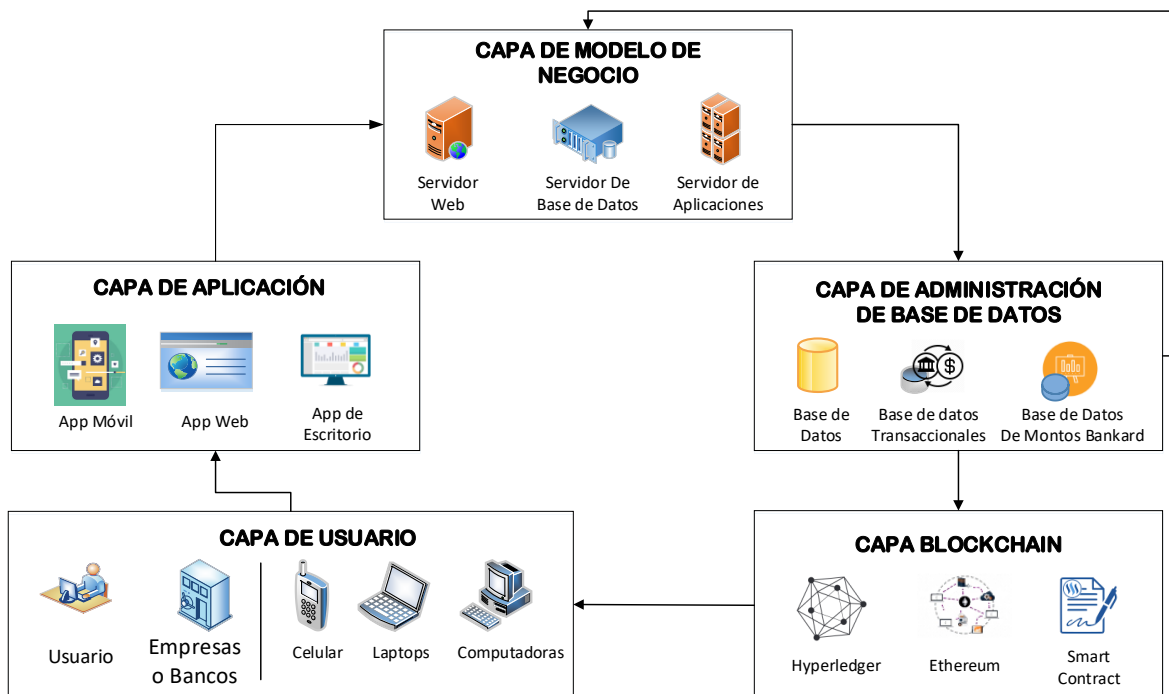 CAPA DE MODELO DE
NEGOCIO
Servidor
Web
Servidor De
Base de Datos
Servidor de
Aplicaciones
CAPA DE APLICACIÓN
App Móvil
App Web
App de
Escritorio
CAPA DE ADMINISTRACIÓN
DE BASE DE DATOS
Base de
Datos
Base de datos
Transaccionales
Base de Datos
De Montos Bankard
CAPA DE USUARIO
Usuario
Empresas
o Bancos
Celular
Laptops
Computadoras
CAPA BLOCKCHAIN
Hyperledger
Ethereum
Smart
Contract